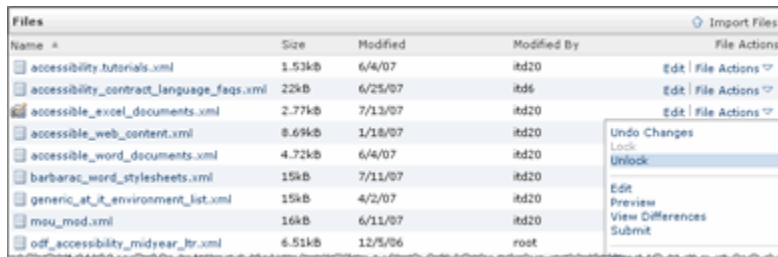 Files Import Files
Name Size Modified Modified By File Actions
accessibility.tutorials.xml 1.53kB 6/4/07 itd20 Edit | File Actions
accessibility_contract_language_faqs.xml 22kB 6/25/07 itd6 Edit | File Actions
accessible_excel_documents.xml 2.77kB 7/13/07 itd20 Edit | File Actions
accessible_web_content.xml 8.69kB 1/18/07 itd20
Undo Changes
Lock
accessible_word_documents.xml 4.72kB 6/4/07 itd20
Unlock
barbarac_word_stylesheets.xml 15kB 7/11/07 itd20
Edit
generic_at_it_environment_list.xml 15kB 4/2/07 itd20
Preview
mou_mod.xml 16kB 6/11/07 itd20
View Differences
Submit
odf_accessibility_midyear_ltr.xml 6.51kB 12/5/06 root